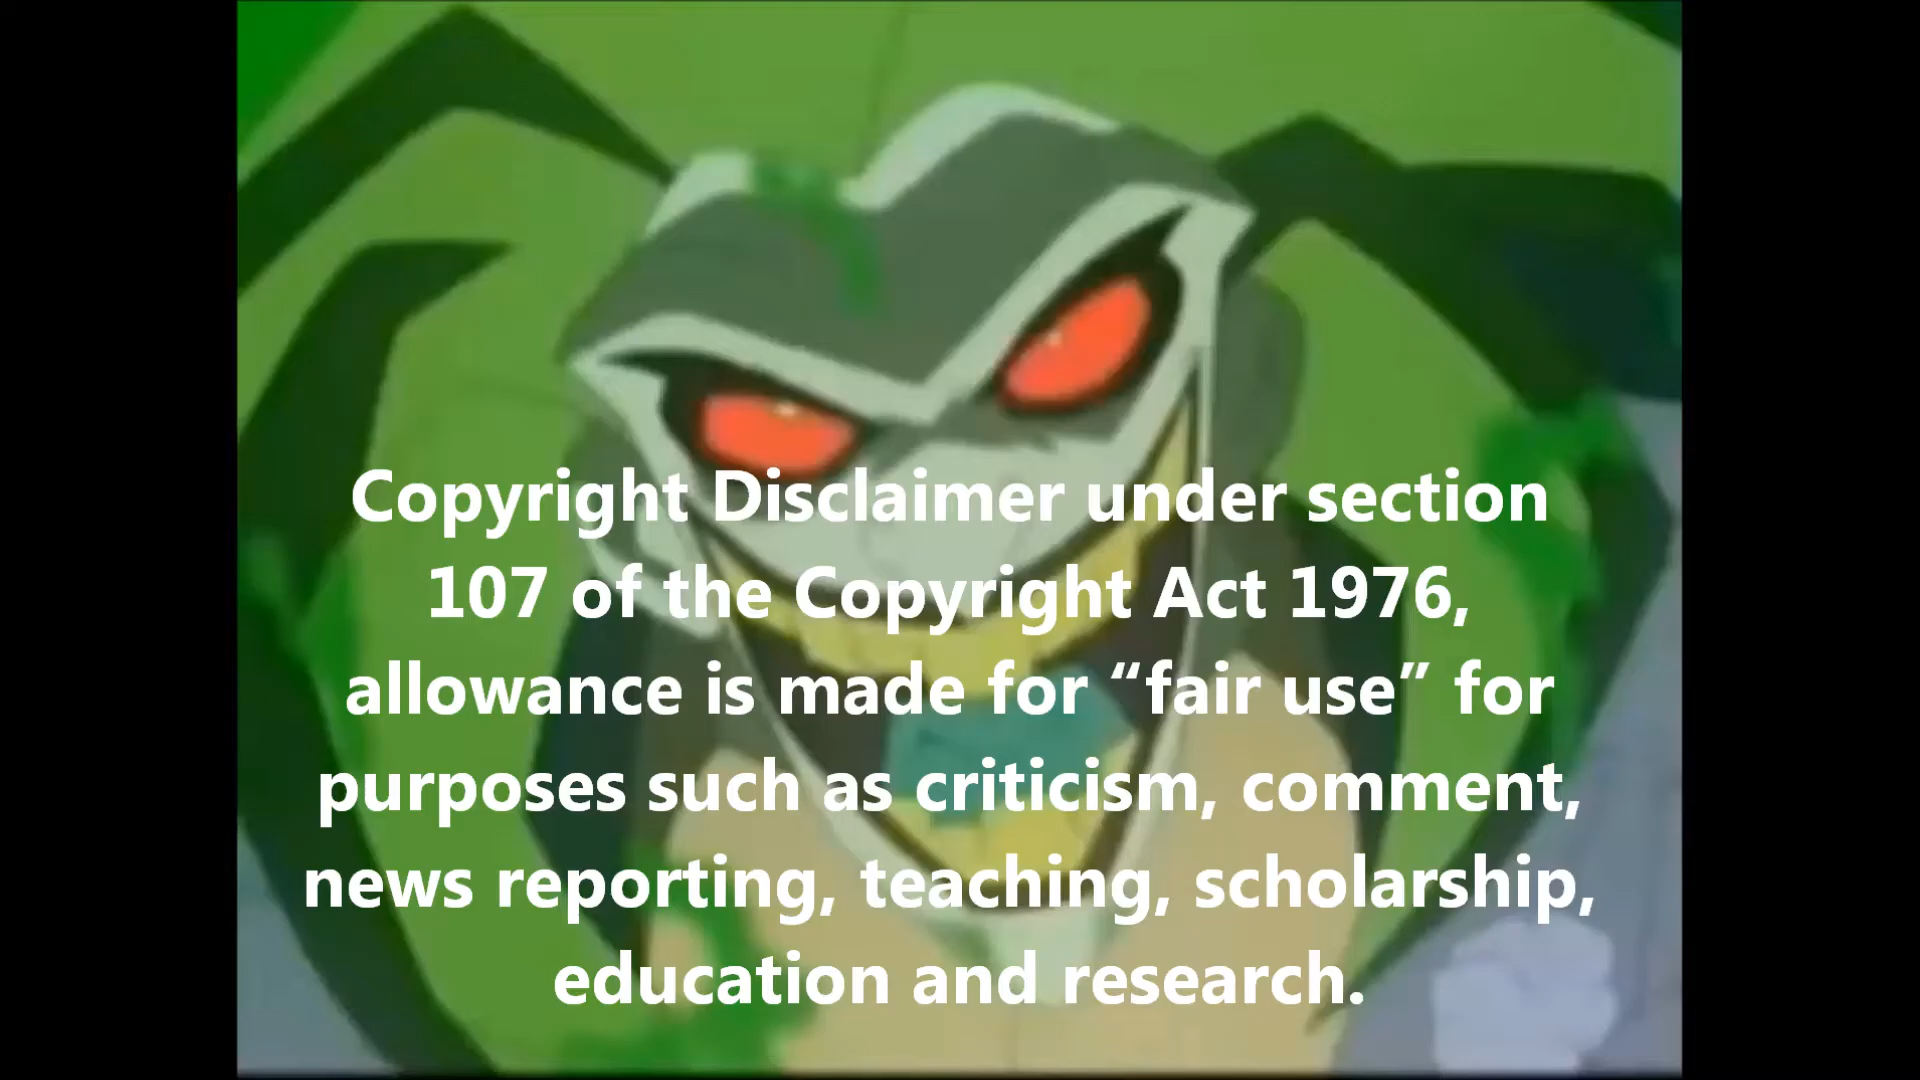 Copyright Disclaimer under section
107 of the Copyright Act 1976,
allowance is made for “fair use” for
purposes such as criticism, comment,
news reporting, teaching, scholarship,
education and research.